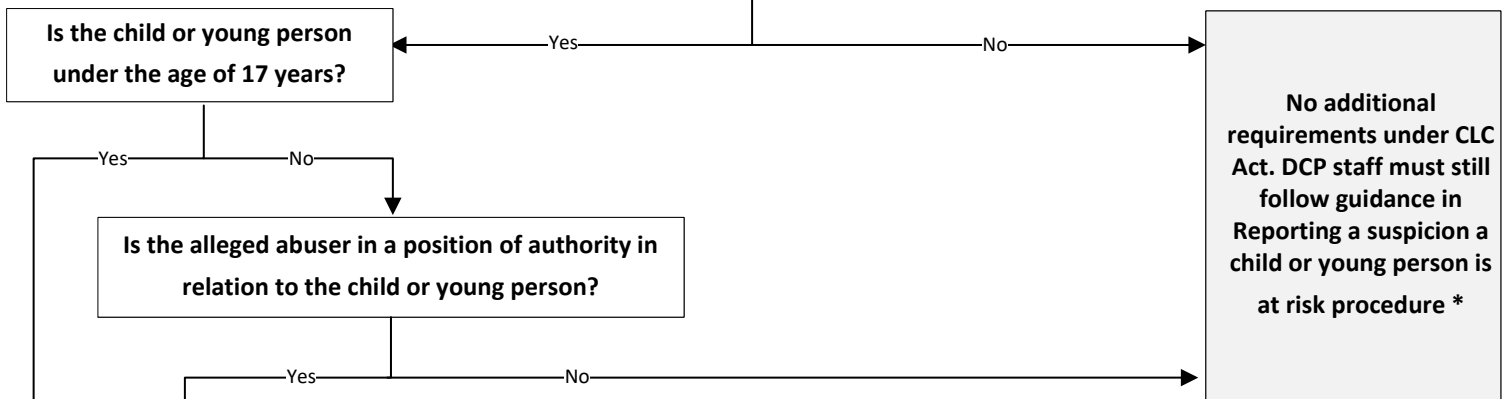 Is the child or young person
under the age of 17 years?
Yes
No
No additional
requirements under CLC
Act. DCP staff must still
follow guidance in
Reporting a suspicion a
child or young person is
at risk procedure *
Yes
No
Is the alleged abuser in a position of authority in
relation to the child or young person?
Yes
No